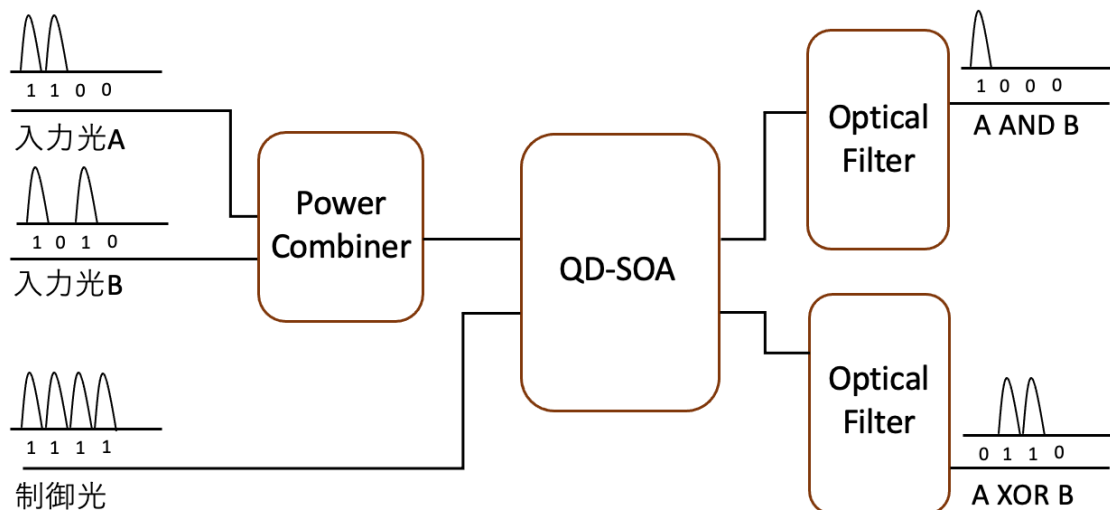 1 1 0 0
入力光A
1 0 1 0
入力光B
1 1 1 1
制御光
Power
Combiner
QD-SOA
Optical
Filter
1 0 0 0
A AND B
Optical
Filter
0 1 1 0
A XOR B